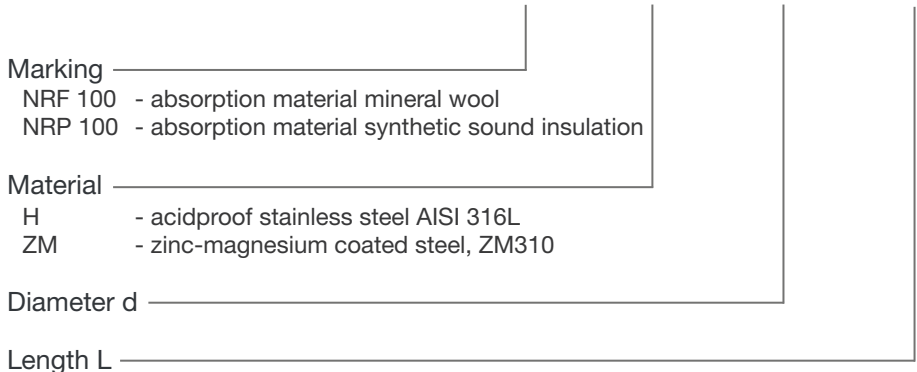 Marking
NRF 100 - absorption material mineral wool
NRP 100 - absorption material synthetic sound insulation
Material
H - acidproof stainless steel AISI 316L
ZM - zinc-magnesium coated steel, ZM310
Diameter d
Length L